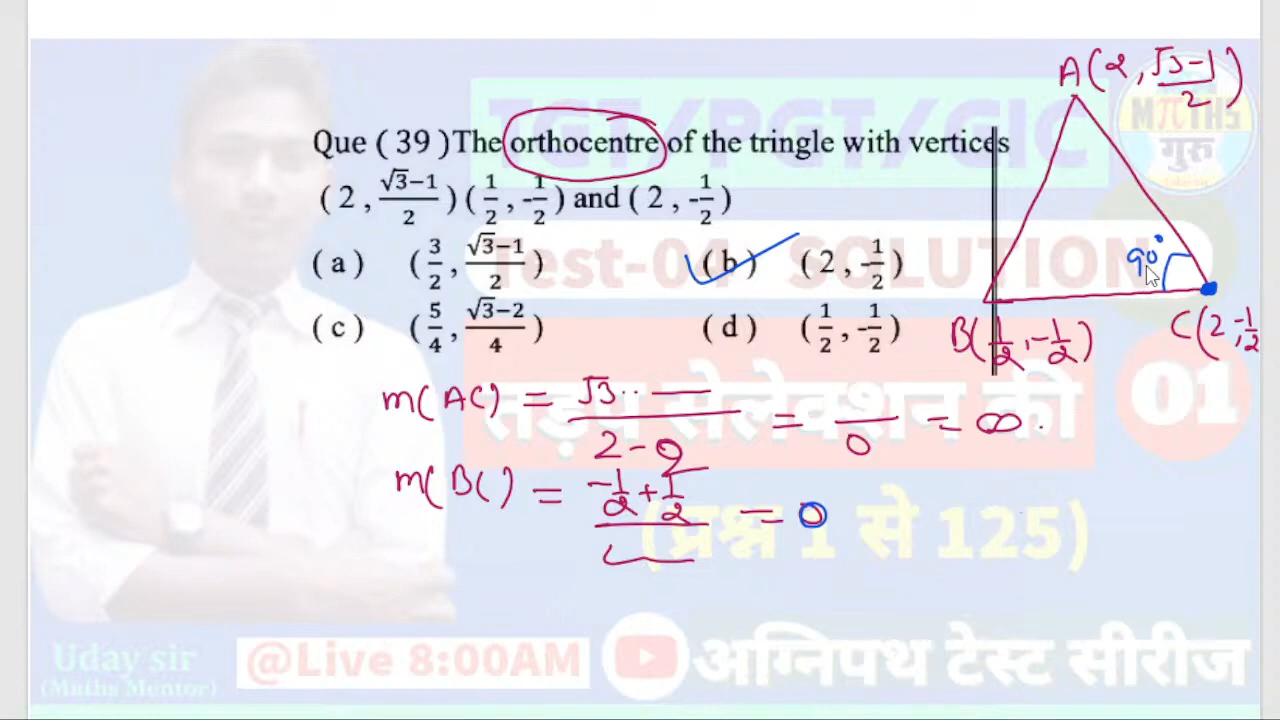 TGT/PGT/GIC
MπTHS
गुरु
Que ( 39 )The orthocentre of the tringle with vertices
( 2 , √3−1/2 ) ( 1/2 , -1/2 ) and ( 2 , -1/2 )
Test-04 SOLUTION
( a ) ( 3/2 , √3−1/2 ) ( b ) ( 2 , -1/2 )
( c ) ( 5/4 , √3−2/4 ) ( d ) ( 1/2 , -1/2 )
A(2, √3-1/2)
90°
B(1/2, -1/2) C(2, -1/2
m(AC) = √3.. —/2-2 = —/0 = ∞.
m(BC) = -1/2+1/2/ = 0
तड़प सेलेक्शन की 01
(प्रश्न 1 से 125)
Uday sir
(Maths Mentor)
@Live 8:00AM
अग्निपथ टेस्ट सीरीज